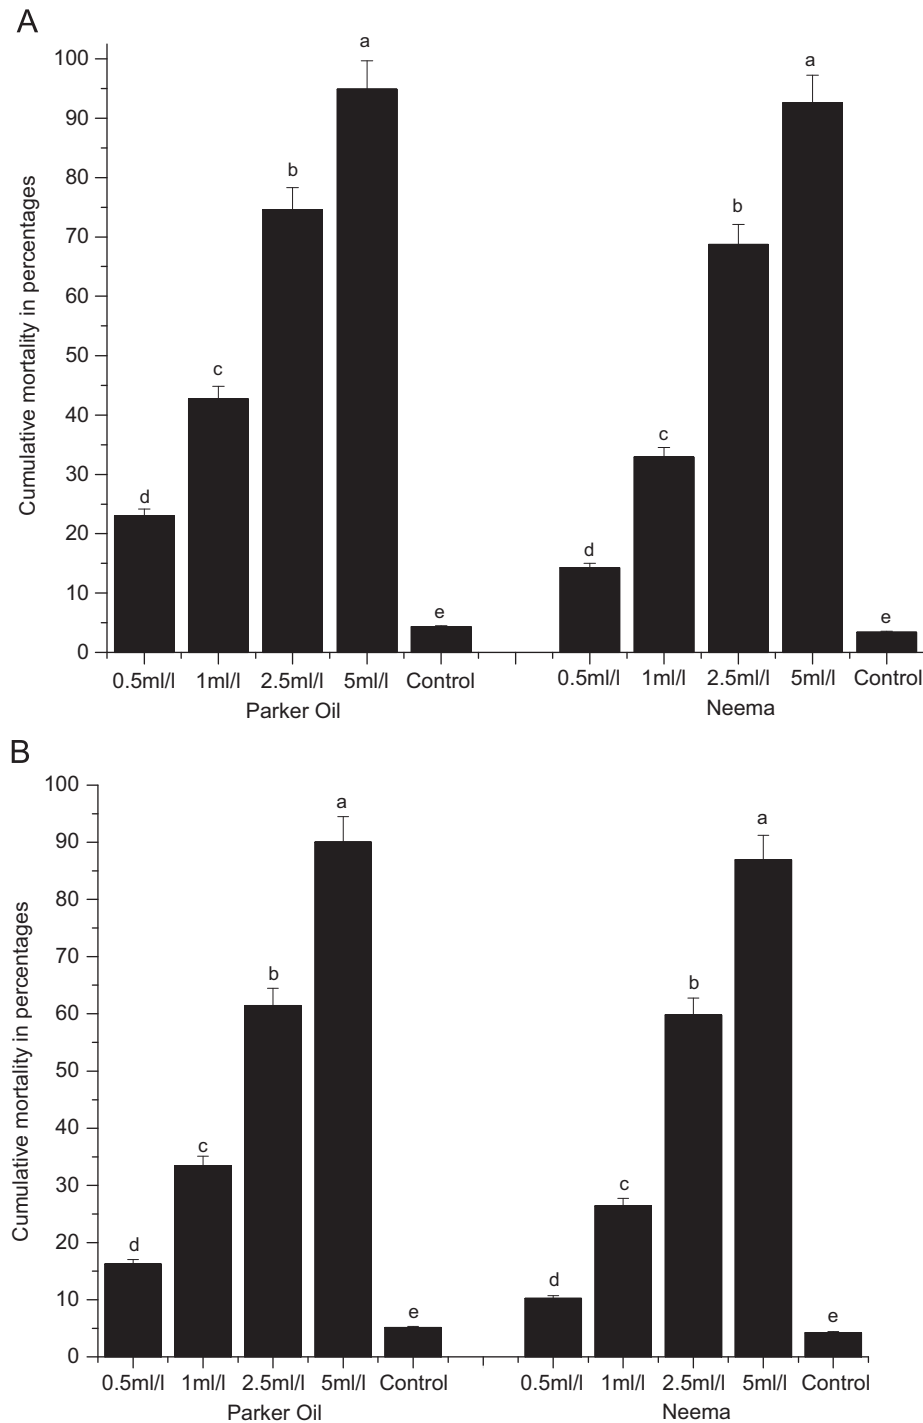 A
Cumulative mortality in percentages
100
90
80
70
60
50
40
30
20
10
0
d
c
b
a
e
d
c
b
a
e
0.5ml/l 1ml/l 2.5ml/l 5ml/l Control 0.5ml/l 1ml/l 2.5ml/l 5ml/l Control
Parker Oil Neema
B
Cumulative mortality in percentages
100
90
80
70
60
50
40
30
20
10
0
d
c
b
a
e
d
c
b
a
e
0.5ml/l 1ml/l 2.5ml/l 5ml/l Control 0.5ml/l 1ml/l 2.5ml/l 5ml/l Control
Parker Oil Neema